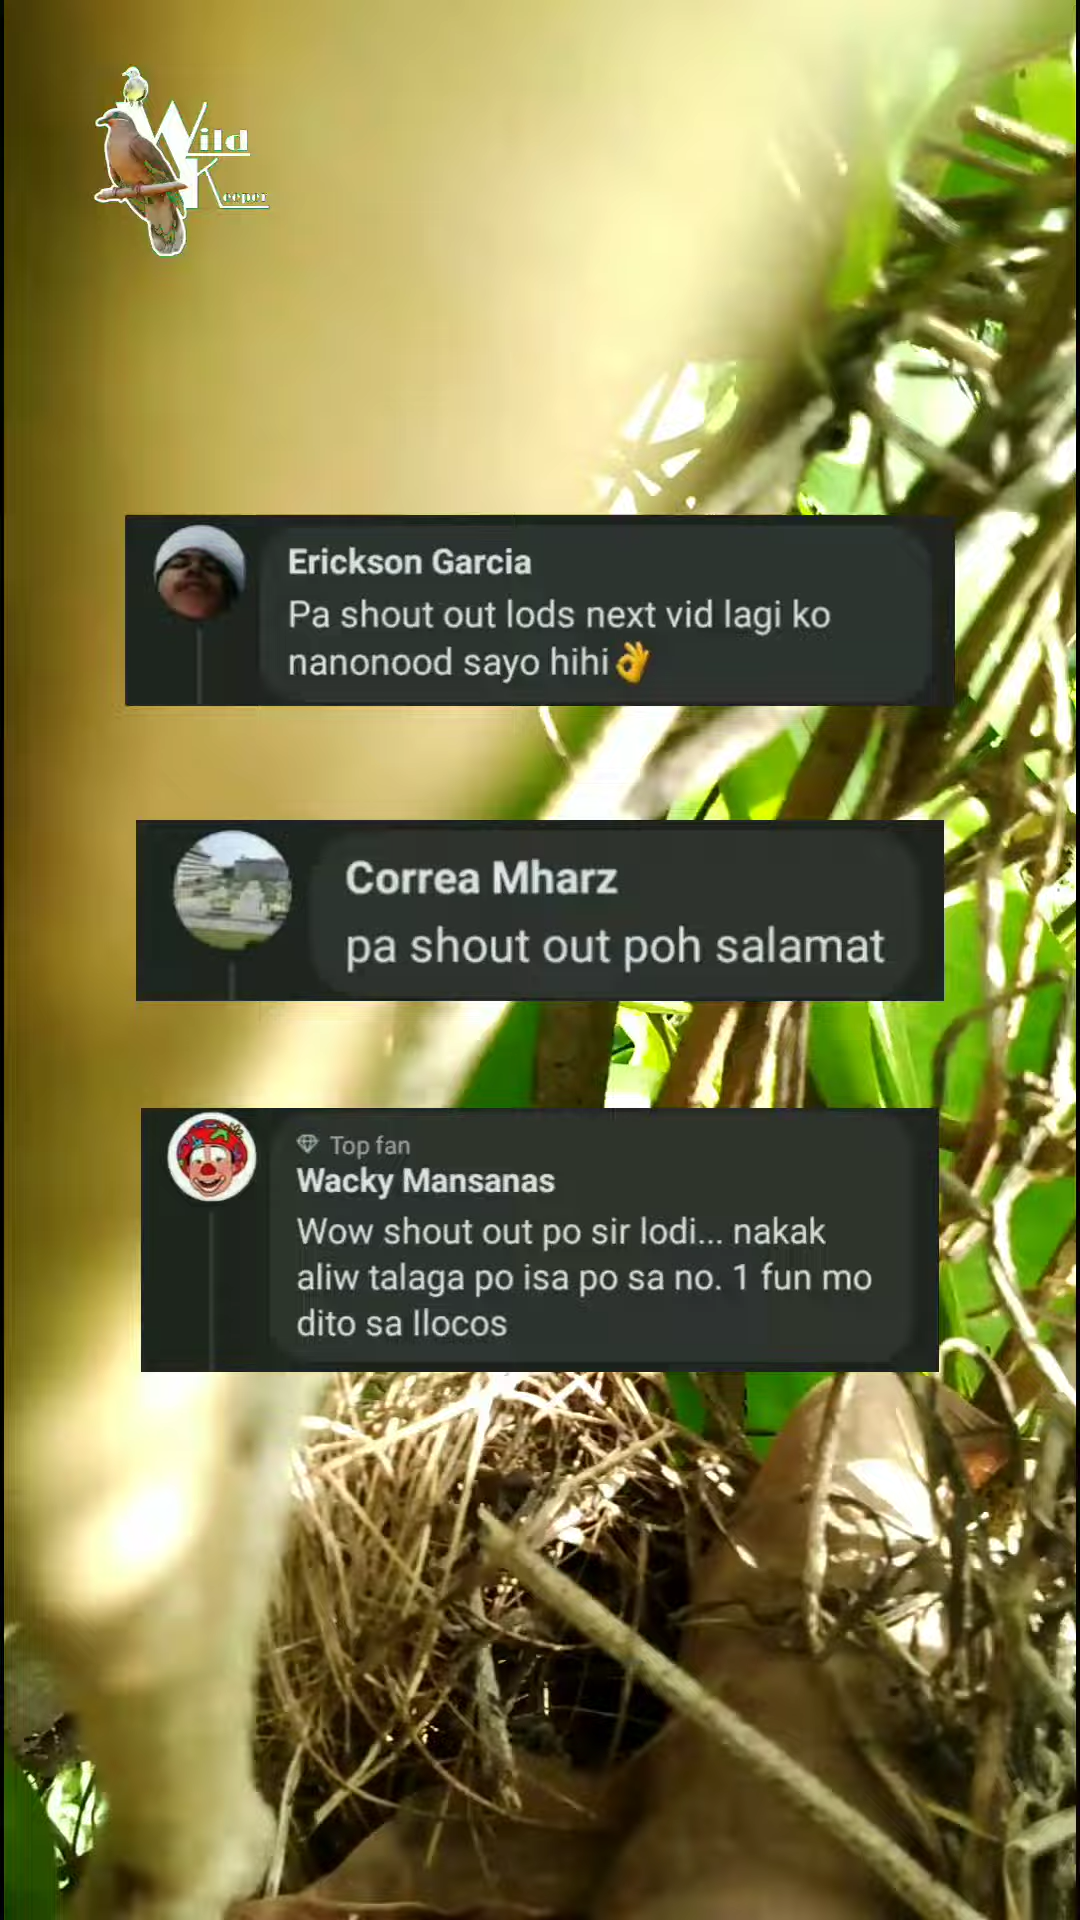 Wild
Keeper
Erickson Garcia
Pa shout out lods next vid lagi ko
nanonood sayo hihi👌
Correa Mharz
pa shout out poh salamat
Top fan
Wacky Mansanas
Wow shout out po sir lodi... nakak
aliw talaga po isa po sa no. 1 fun mo
dito sa Ilocos